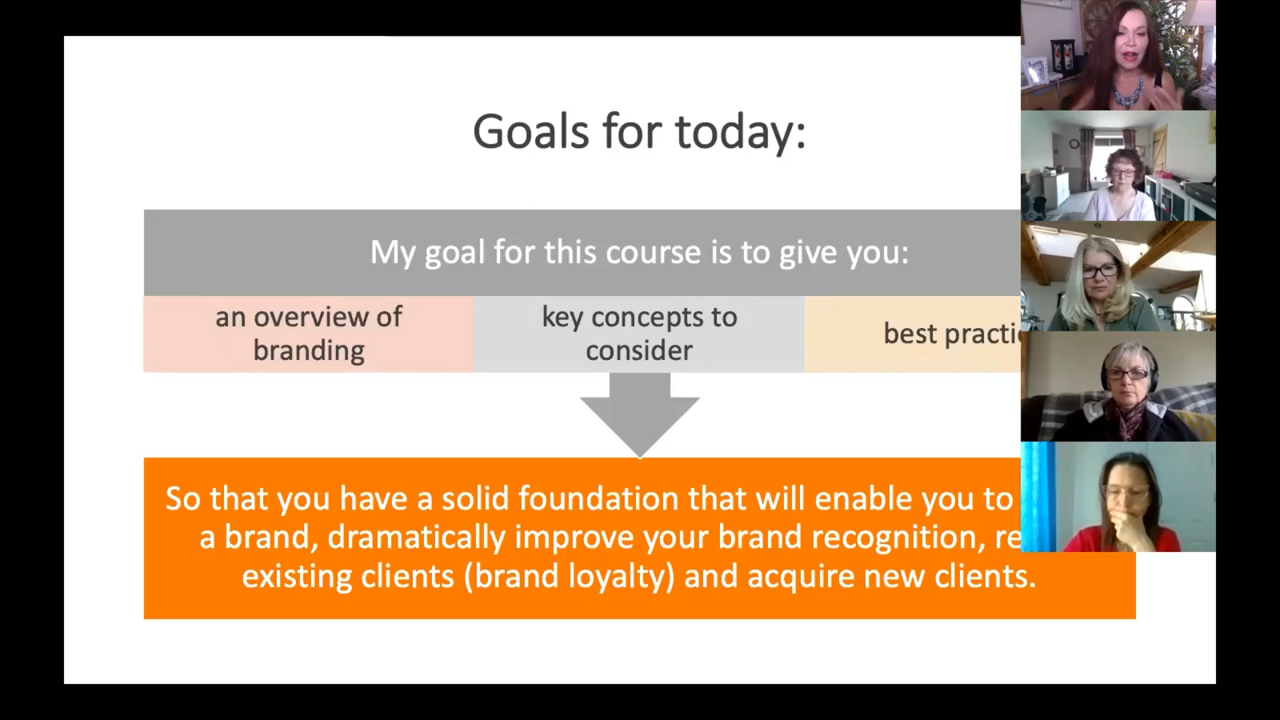 Goals for today:
My goal for this course is to give you:
an overview of
branding
key concepts to
consider
best
So that you have a solid foundation that will enable you to
a brand, dramatically improve your brand recognition,
existing clients (brand loyalty) and acquire new clients.